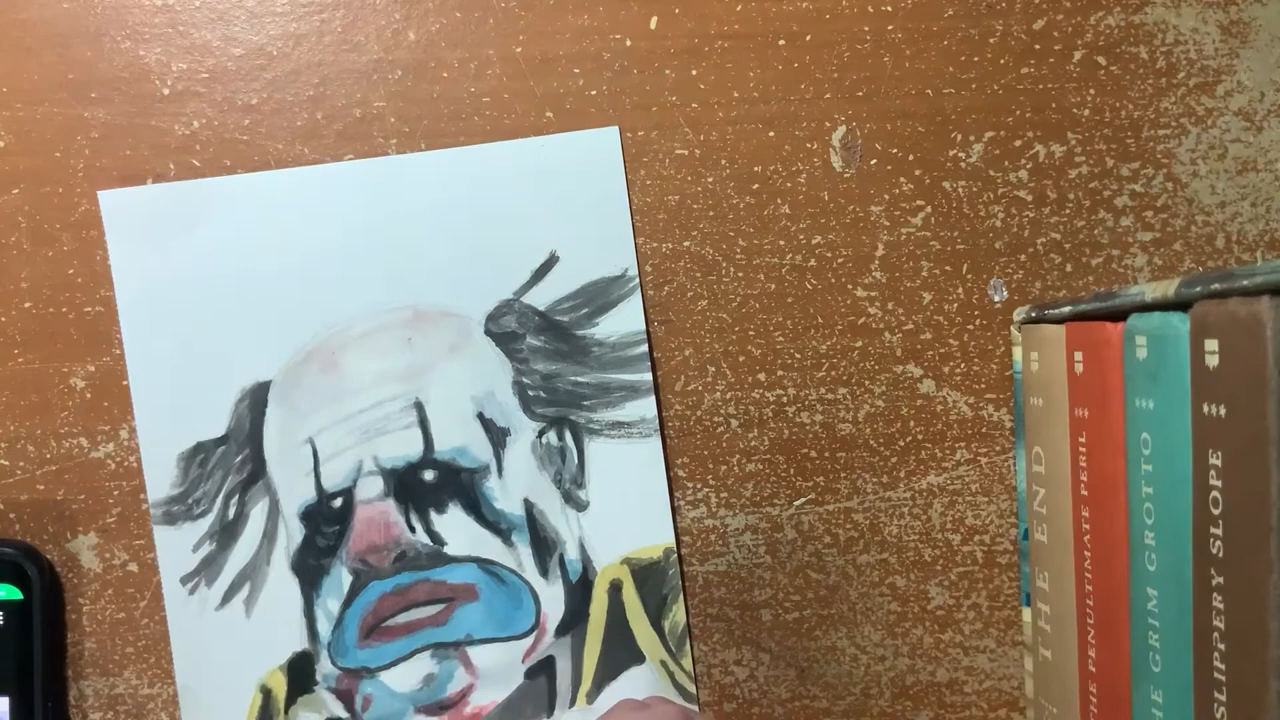 THE END
THE PENULTIMATE PERIL
THE GRIM GROTTO
SLIPPERY SLOPE